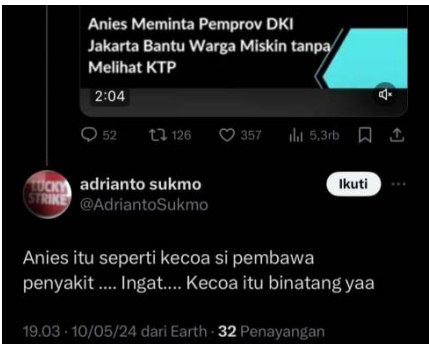 Anies Meminta Pemprov DKI
Jakarta Bantu Warga Miskin tanpa
Melihat KTP
2:04
52 126 357 5,3rb
LUCKY
STRIKE
adrianto sukmo
Ikuti
@AdriantoSukmo
Anies itu seperti kecoa si pembawa
penyakit .... Ingat.... Kecoa itu binatang yaa
19.03 · 10/05/24 dari Earth · 32 Penayangan